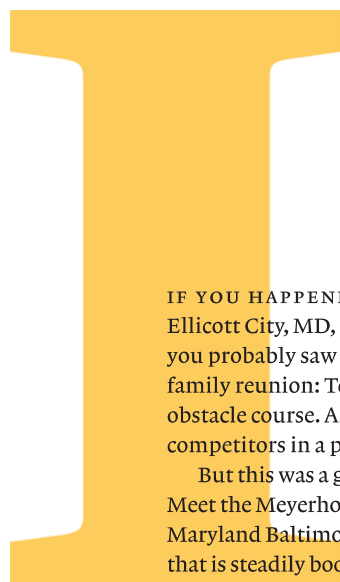 IF YOU HAPPEN
Ellicott City, MD,
you probably saw
family reunion: T
obstacle course. A
competitors in a p
But this was a g
Meet the Meyerho
Maryland Baltimo
that is steadily boo